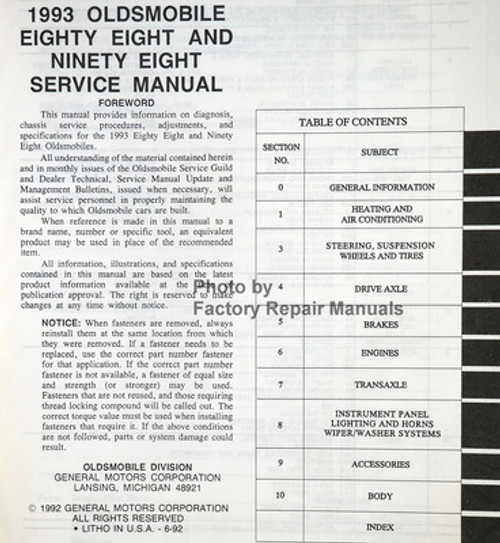 1993 OLDSMOBILE
EIGHTY EIGHT AND
NINETY EIGHT
SERVICE MANUAL
FOREWORD
This manual provides information on diagnosis,
chassis service procedures, adjustments, and
specifications for the 1993 Eighty Eight and Ninety
Eight Oldsmobiles.
All understanding of the material contained herein
and in monthly issues of the Oldsmobile Service Guild
and Dealer Technical, Service Manual Update and
Management Bulletins, issued when necessary, will
assist service personnel in properly maintaining the
quality to which Oldsmobile cars are built.
When reference is made in this manual to a
brand name, number or specific tool, an equivalent
product may be used in place of the recommended
item.
All information, illustrations, and specifications
contained in this manual are based on the latest
product information available at the
publication approval. The right is reserved to make
changes at any time without notice.
NOTICE: When fasteners are removed, always
reinstall them at the same location from which
they were removed. If a fastener needs to be
replaced, use the correct part number fastener
for that application. If the correct part number
fastener is not available, a fastener of equal size
and strength (or stronger) may be used.
Fasteners that are not reused, and those requiring
thread locking compound will be called out. The
correct torque value must be used when installing
fasteners that require it. If the above conditions
are not followed, parts or system damage could
result.
OLDSMOBILE DIVISION
GENERAL MOTORS CORPORATION
LANSING, MICHIGAN 48921
© 1992 GENERAL MOTORS CORPORATION
ALL RIGHTS RESERVED
• LITHO IN U.S.A. - 6-92
TABLE OF CONTENTS
SECTION NO. SUBJECT
0 GENERAL INFORMATION
1 HEATING AND
AIR CONDITIONING
3 STEERING, SUSPENSION
WHEELS AND TIRES
4 DRIVE AXLE
5 BRAKES
6 ENGINES
7 TRANSAXLE
8 INSTRUMENT PANEL
LIGHTING AND HORNS
WIPER/WASHER SYSTEMS
9 ACCESSORIES
10 BODY
INDEX
Photo by
Factory Repair Manuals